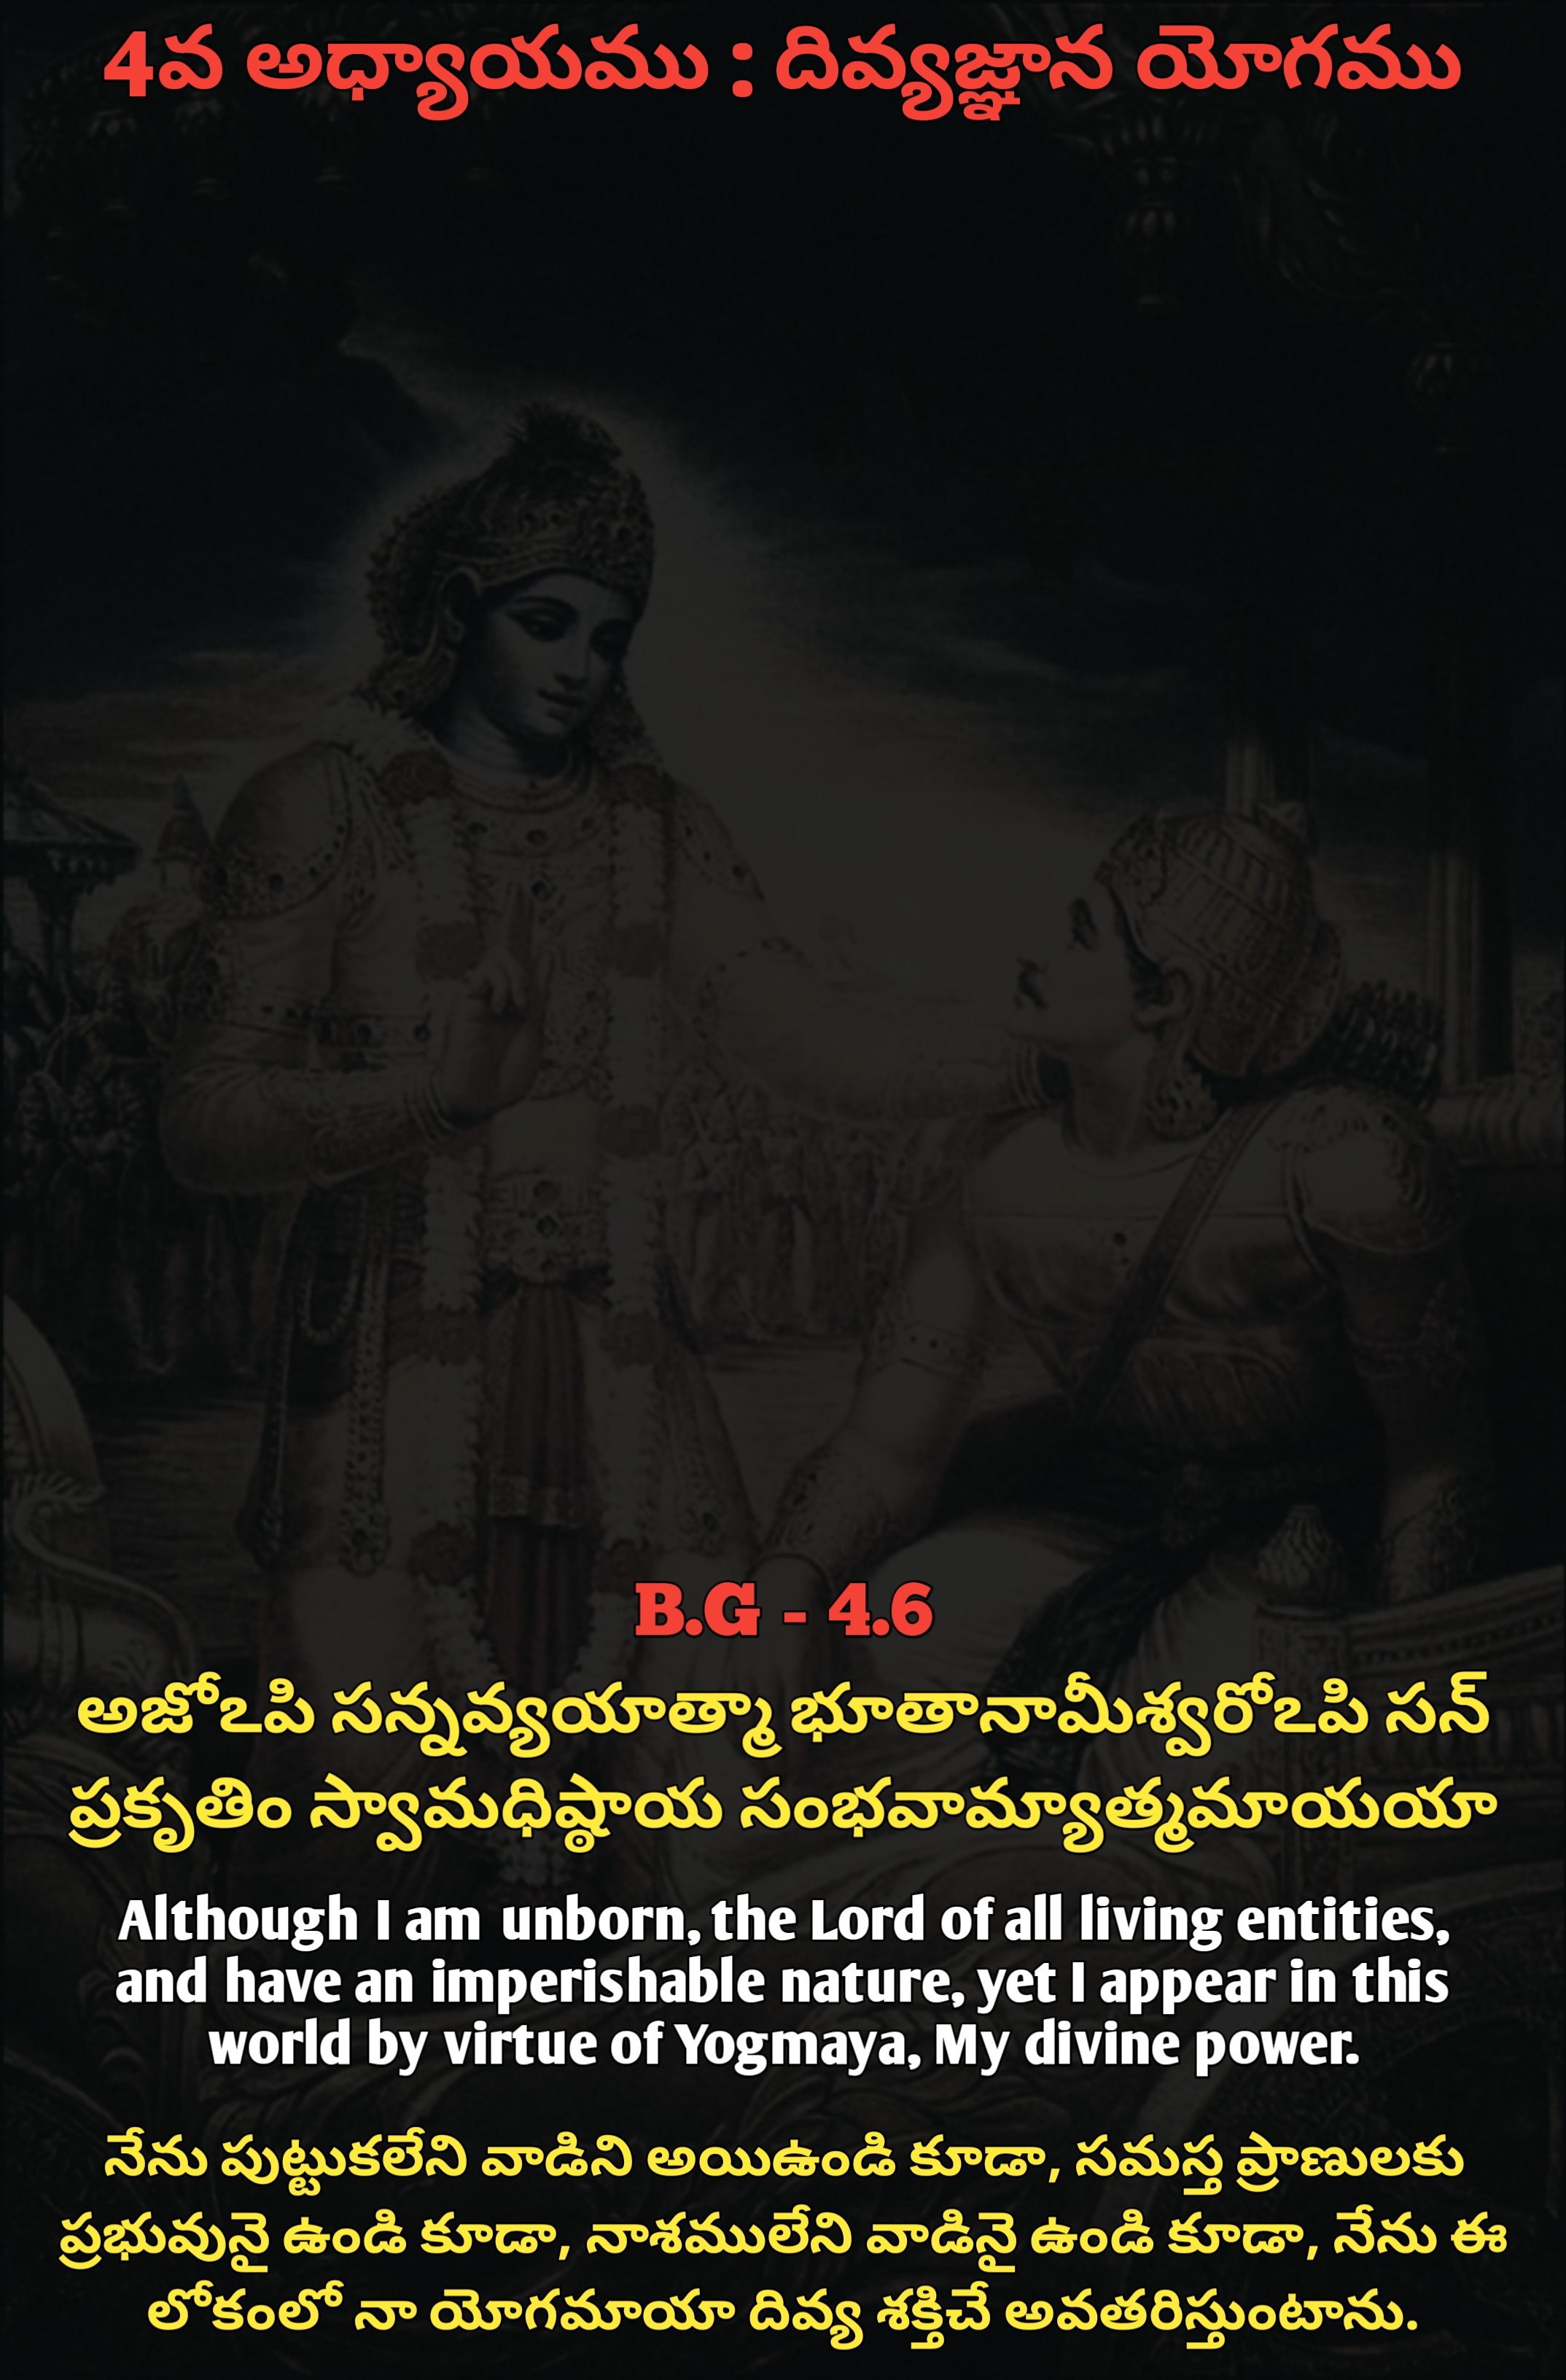 4వ అధ్యాయము : దివ్యజ్ఞాన యోగము
B.G - 4.6
అజోఽపి సన్నవ్యయాత్మా భూతానామీశ్వరోఽపి సన్
ప్రకృతిం స్వామధిష్ఠాయ సంభవామ్యాత్మమాయయా
Although I am unborn, the Lord of all living entities,
and have an imperishable nature, yet I appear in this
world by virtue of Yogmaya, My divine power.
నేను పుట్టుకలేని వాడిని అయిఉండి కూడా, సమస్త ప్రాణులకు
ప్రభువునై ఉండి కూడా, నాశములేని వాడినై ఉండి కూడా, నేను ఈ
లోకంలో నా యోగమాయా దివ్య శక్తిచే అవతరిస్తుంటాను.